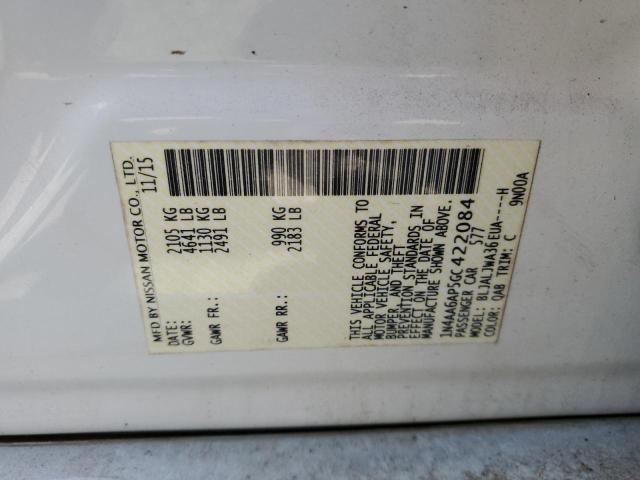 MFD BY NISSAN MOTOR CO., LTD.
DATE: 11/15
GVWR: 2105 KG
4641 LB
GAWR FR.: 1130 KG
2491 LB
GAWR RR.: 990 KG
2183 LB
THIS VEHICLE CONFORMS TO
ALL APPLICABLE FEDERAL
MOTOR VEHICLE SAFETY,
BUMPER, AND THEFT
PREVENTION STANDARDS IN
EFFECT ON THE DATE OF
MANUFACTURE SHOWN ABOVE.
1N4AA6AP5GC422084
PASSENGER CAR 577
MODEL: BLJALJWA36EUA----H
COLOR: QAB TRIM: C 9N00A